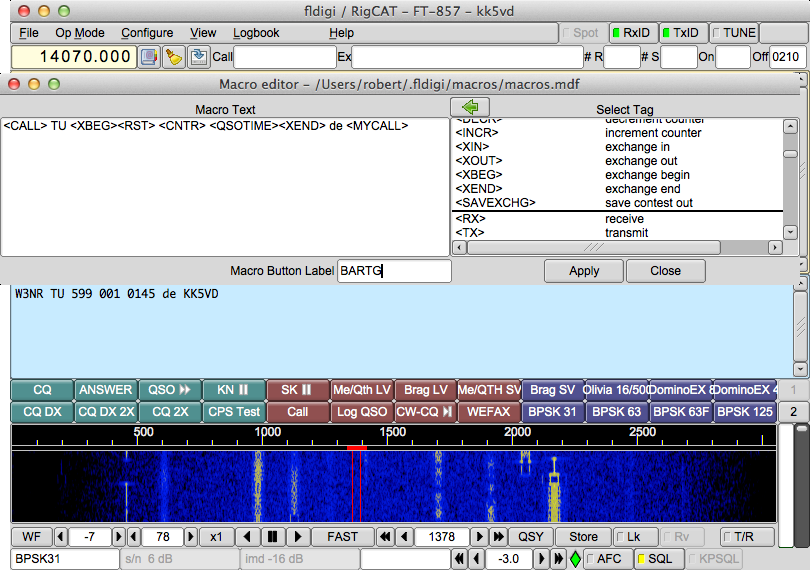 fldigi / RigCAT - FT-857 - kk5vd
File Op Mode Configure View Logbook Help Spot RxID TxID TUNE
14070.000 Call Ex # R # S On Off 0210
Macro editor – /Users/robert/.fldigi/macros/macros.mdf
Macro Text
Select Tag
<CALL> TU <XBEG><RST> <CNTR> <QSOTIME><XEND> de <MYCALL>
<DECR> decrement counter
<INCR> increment counter
<XIN> exchange in
<XOUT> exchange out
<XBEG> exchange begin
<XEND> exchange end
<SAVEXCHG> save contest out
<RX> receive
<TX> transmit
Macro Button Label BARTG Apply Close
W3NR TU 599 001 0145 de KK5VD
CQ ANSWER QSO KN SK Me/Qth LV Brag LV Me/QTH SV Brag SV Olivia 16/500 DominoEX DominoEX 4 1
CQ DX CQ DX 2X CQ 2X CPS Test Call Log QSO CW-CQ WEFAX BPSK 31 BPSK 63 BPSK 63F BPSK 125 2
500 1000 1500 2000 2500
WF -7 78 x1 FAST 1378 QSY Store Lk Rv T/R
BPSK31 s/n 6 dB imd -16 dB -3.0 AFC SQL KPSQL